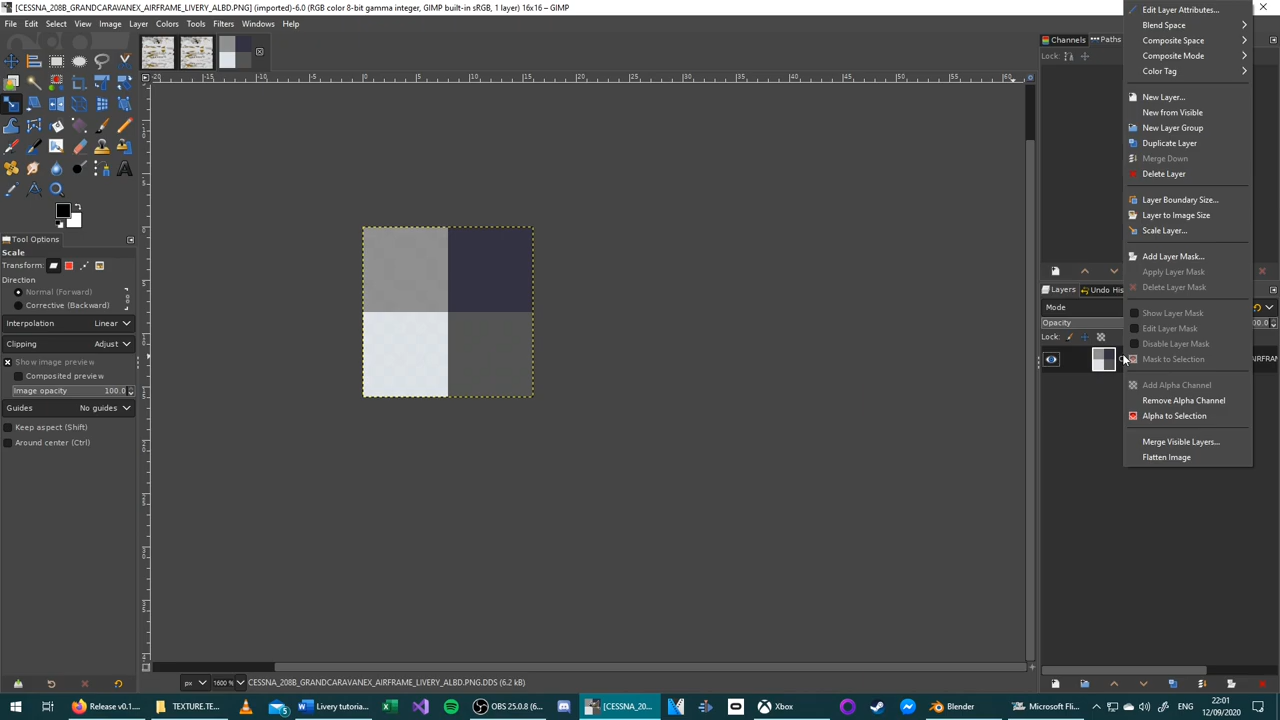 [CESSNA_208B_GRANDCARAVANEX_AIRFRAME_LIVERY_ALBD.PNG] (imported)-6.0 (RGB color 8-bit gamma integer, GIMP built-in sRGB, 1 layer) 16x16 – GIMP
File Edit Select View Image Layer Colors Tools Filters Windows Help
Channels
Paths
Lock:
Tool Options
Scale
Transform:
Direction
Normal (Forward)
Corrective (Backward)
Interpolation Linear
Clipping Adjust
Show image preview
Composited preview
Image opacity 100.0
Guides No guides
Keep aspect (Shift)
Around center (Ctrl)
Edit Layer Attributes...
Blend Space
Composite Space
Composite Mode
Color Tag
New Layer...
New from Visible
New Layer Group
Duplicate Layer
Merge Down
Delete Layer
Layer Boundary Size...
Layer to Image Size
Scale Layer...
Add Layer Mask...
Apply Layer Mask
Delete Layer Mask
Show Layer Mask
Edit Layer Mask
Disable Layer Mask
Mask to Selection
Add Alpha Channel
Remove Alpha Channel
Alpha to Selection
Merge Visible Layers...
Flatten Image
Layers
Undo His
Mode
Opacity
Lock:
px 1600 % CESSNA_208B_GRANDCARAVANEX_AIRFRAME_LIVERY_ALBD.PNG.DDS (6.2 kB)
Release v0.1...
TEXTURE.TE...
Livery tutorial...
OBS 25.0.8 (6...
[CESSNA_20...
Xbox
Blender
Microsoft Fli...
ENG
22:01
12/09/2020